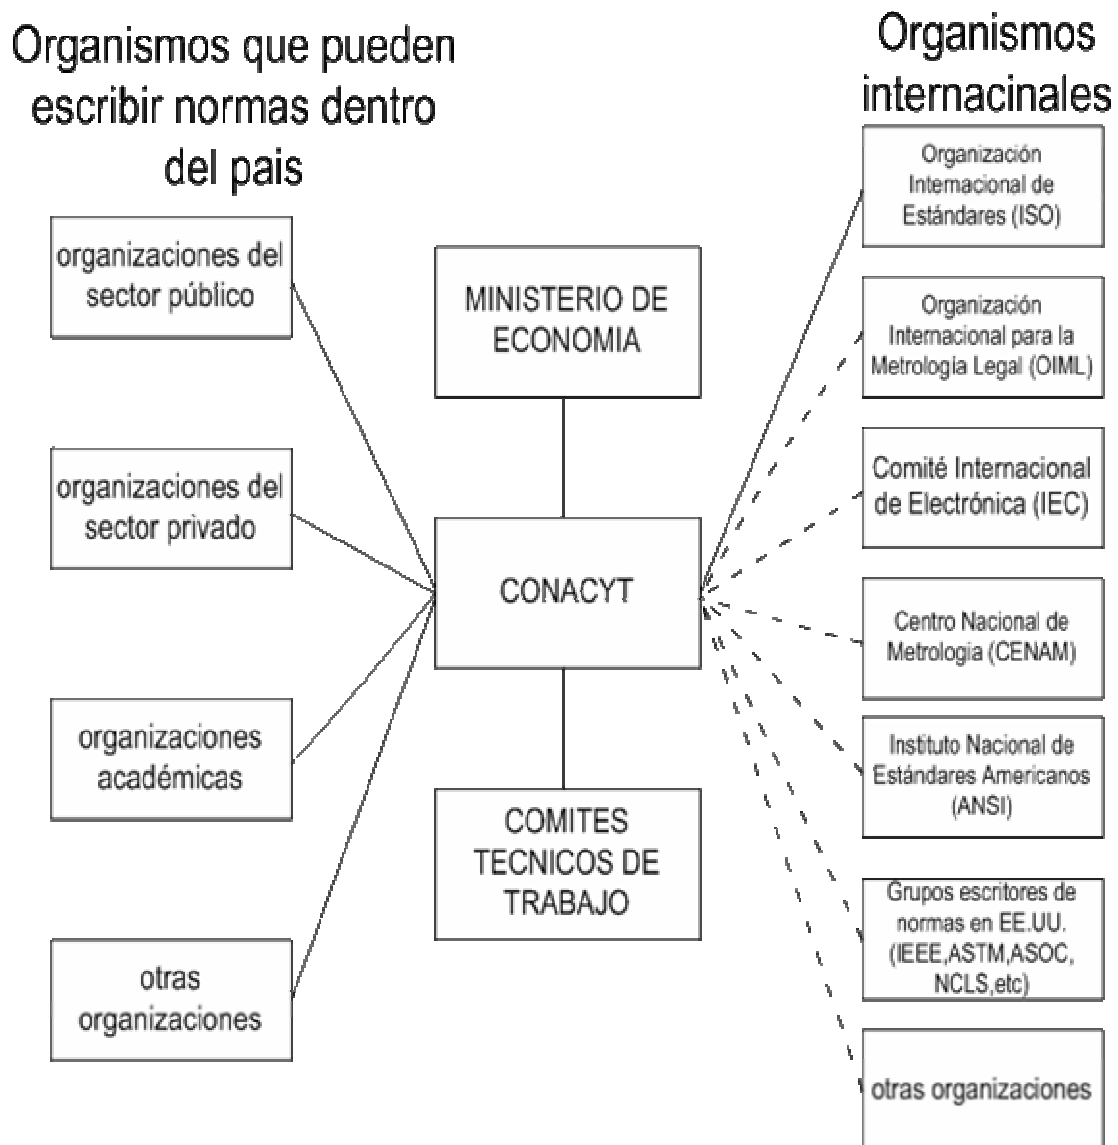 Organismos que pueden
escribir normas dentro
del pais
organizaciones del
sector público
organizaciones del
sector privado
organizaciones
académicas
otras
organizaciones
MINISTERIO DE
ECONOMIA
CONACYT
COMITES
TECNICOS DE
TRABAJO
Organismos
internacinales
Organización
Internacional de
Estándares (ISO)
Organización
Internacional para la
Metrología Legal (OIML)
Comité Internacional
de Electrónica (IEC)
Centro Nacional de
Metrologia (CENAM)
Instituto Nacional de
Estándares Americanos
(ANSI)
Grupos escritores de
normas en EE.UU.
(IEEE,ASTM,ASOC,
NCLS,etc)
otras organizaciones